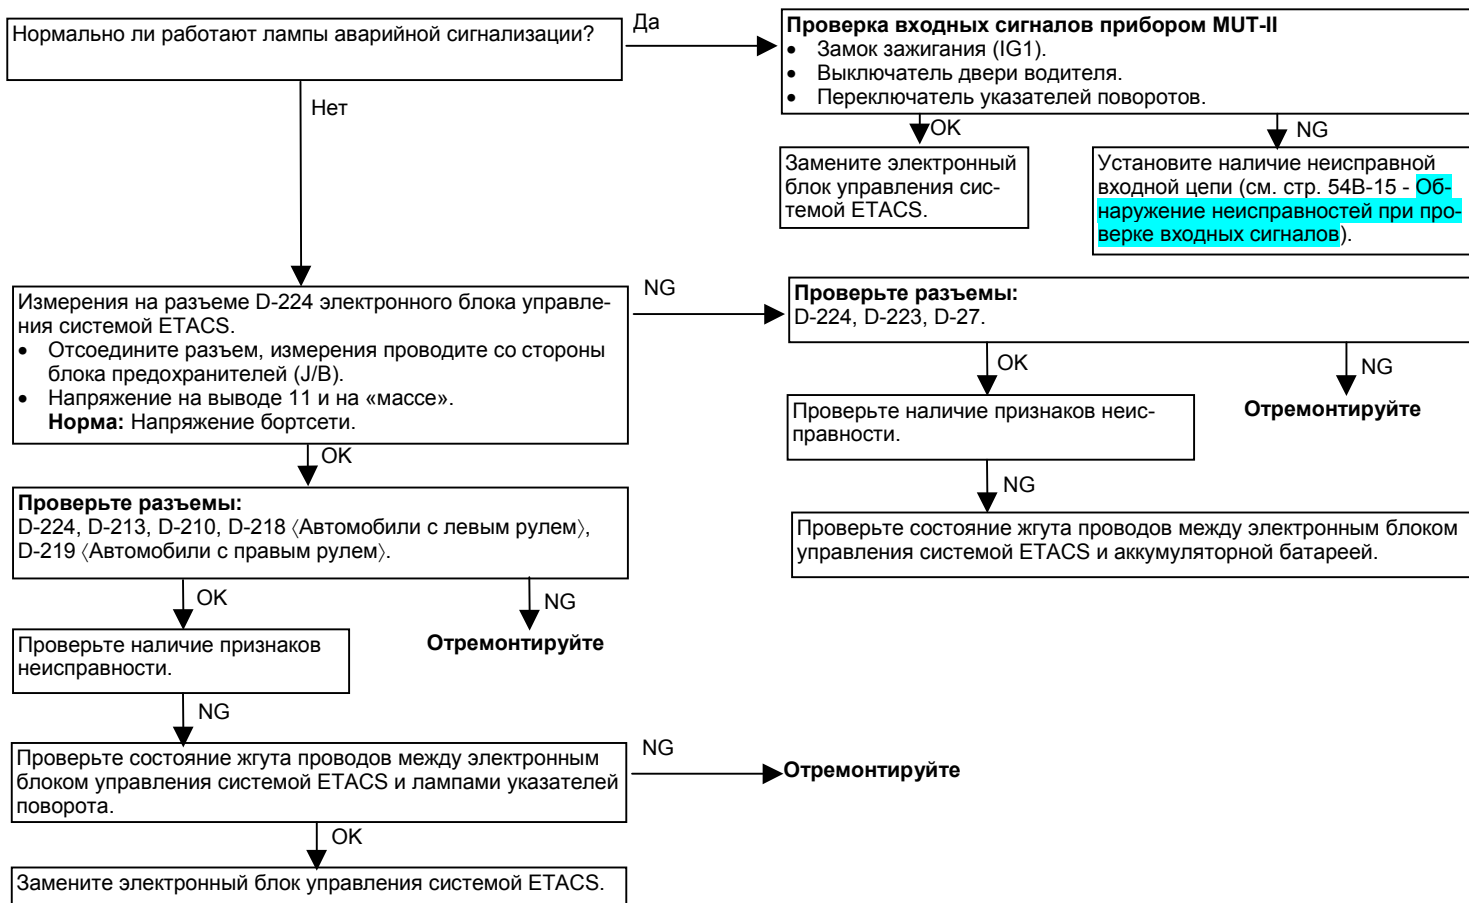 Нормально ли работают лампы аварийной сигнализации?
Да
Проверка входных сигналов прибором MUT-II
• Замок зажигания (IG1).
• Выключатель двери водителя.
• Переключатель указателей поворотов.
Нет
OK
NG
Замените электронный
блок управления сис-
темой ETACS.
Установите наличие неисправной
входной цепи (см. стр. 54B-15 - Об-
наружение неисправностей при про-
верке входных сигналов).
Измерения на разъеме D-224 электронного блока управле-
ния системой ETACS.
• Отсоедините разъем, измерения проводите со стороны
блока предохранителей (J/B).
• Напряжение на выводе 11 и на «массе».
Норма: Напряжение бортсети.
NG
Проверьте разъемы:
D-224, D-223, D-27.
OK
NG
Проверьте наличие признаков неис-
правности.
Отремонтируйте
NG
Проверьте состояние жгута проводов между электронным блоком
управления системой ETACS и аккумуляторной батареей.
OK
Проверьте разъемы:
D-224, D-213, D-210, D-218 〈Автомобили с левым рулем〉,
D-219 〈Автомобили с правым рулем〉.
OK
NG
Проверьте наличие признаков
неисправности.
Отремонтируйте
NG
Проверьте состояние жгута проводов между электронным
блоком управления системой ETACS и лампами указателей
поворота.
NG
Отремонтируйте
OK
Замените электронный блок управления системой ETACS.